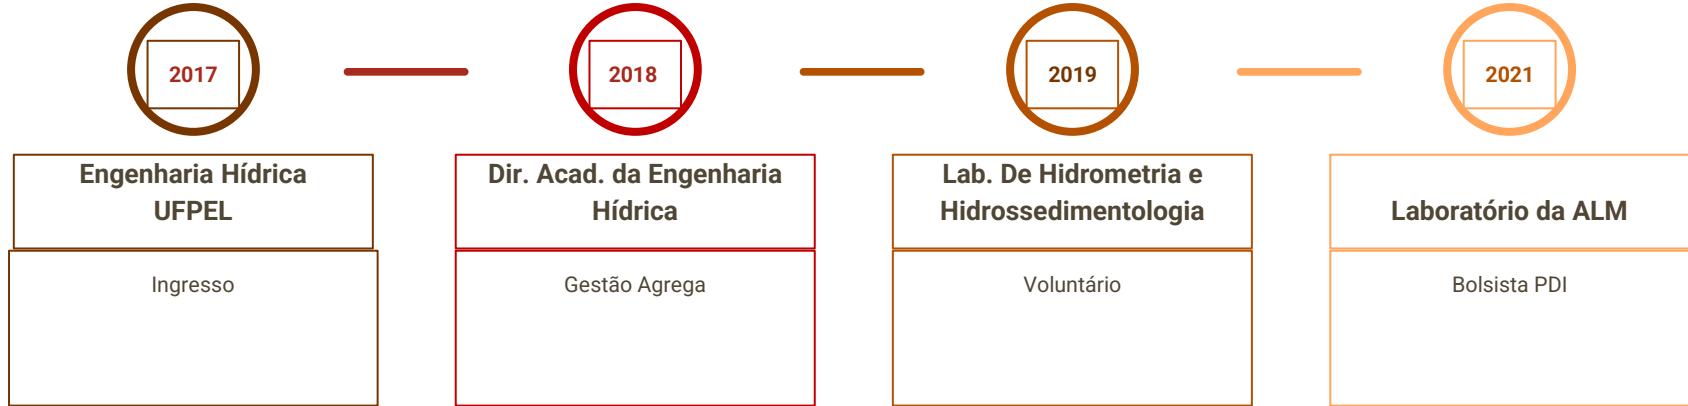 2017
2018
2019
2021
Engenharia Hídrica
UFPEL
Dir. Acad. da Engenharia
Hídrica
Lab. De Hidrometria e
Hidrossedimentologia
Laboratório da ALM
Ingresso
Gestão Agrega
Voluntário
Bolsista PDI